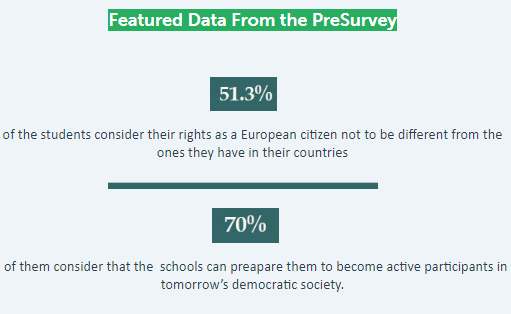 Featured Data From the PreSurvey
51.3%
of the students consider their rights as a European citizen not to be different from the
ones they have in their countries
70%
of them consider that the schools can preapare them to become active participants in
tomorrow's democratic society.